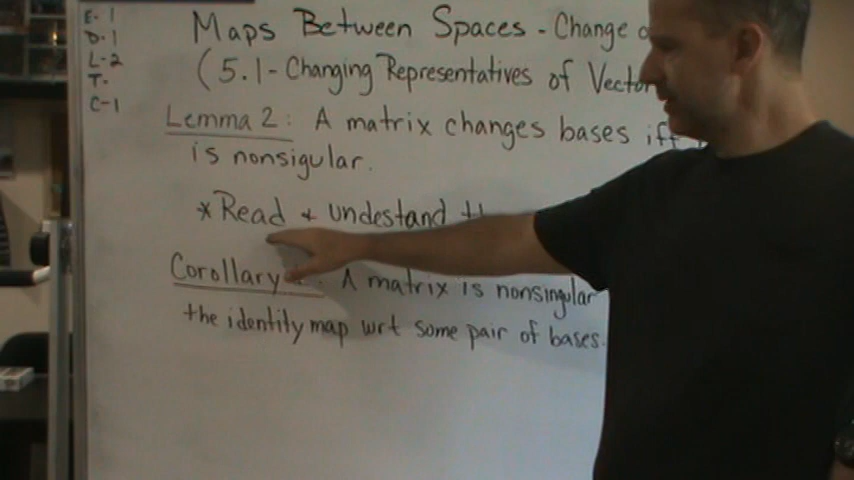 E-1
D-1
L-2
T-
C-1
Maps Between Spaces - Change
(5.1-Changing Representatives of Vector
Lemma 2: A matrix changes bases iff
is nonsigular.
*Read + undestand
Corollary : A matrix is nonsingular
the identity map wrt some pair of bases.